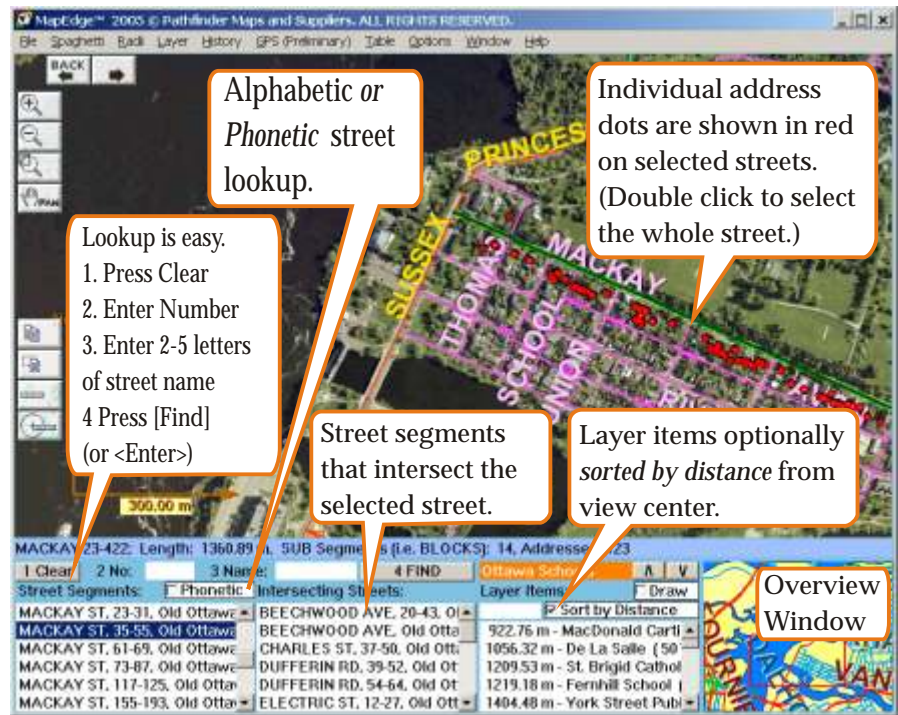 MapEdge™ 2005 © Pathfinder Maps and Suppliers. ALL RIGHTS RESERVED.
File Spaghetti Radii Layer History GPS (Preliminary) Table Options Window Help
BACK
PAN
Alphabetic or
Phonetic street
lookup.
Individual address
dots are shown in red
on selected streets.
(Double click to select
the whole street.)
Lookup is easy.
1. Press Clear
2. Enter Number
3. Enter 2-5 letters
of street name
4 Press [Find]
(or <Enter>)
PRINCES
SUSSEX
THOMAS
MACKAY
SCHOOL
UNION
Street segments
that intersect the
selected street.
Layer items optionally
sorted by distance from
view center.
300.00 m
MACKAY 23-422: Length: 1360.89 m. SUB Segments (i.e. BLOCKS): 14, Addresses
1 Clear 2 No: 3 Name: 4 FIND Ottawa Schools Λ V
Street Segments: Phonetic Intersecting Streets: Layer Items Draw
Sort by Distance
MACKAY ST, 23-31, Old Ottawa
MACKAY ST, 35-55, Old Ottawa
MACKAY ST, 61-69, Old Ottawa
MACKAY ST, 73-87, Old Ottaw
MACKAY ST, 117-125, Old Ottaw
MACKAY ST, 155-193, Old Ottaw
BEECHWOOD AVE, 20-43, Ol
BEECHWOOD AVE, Old Otta
CHARLES ST, 37-50, Old Otta
DUFFERIN RD, 39-52, Old Ot
DUFFERIN RD, 54-64, Old Ot
ELECTRIC ST, 12-27, Old Ott
922.76 m - MacDonald Carti
1056.32 m - De La Salle ( 50
1209.53 m - St. Brigid Cathol
1219.18 m - Fernhill School
1404.48 m - York Street Publ
Overview
Window
VAN